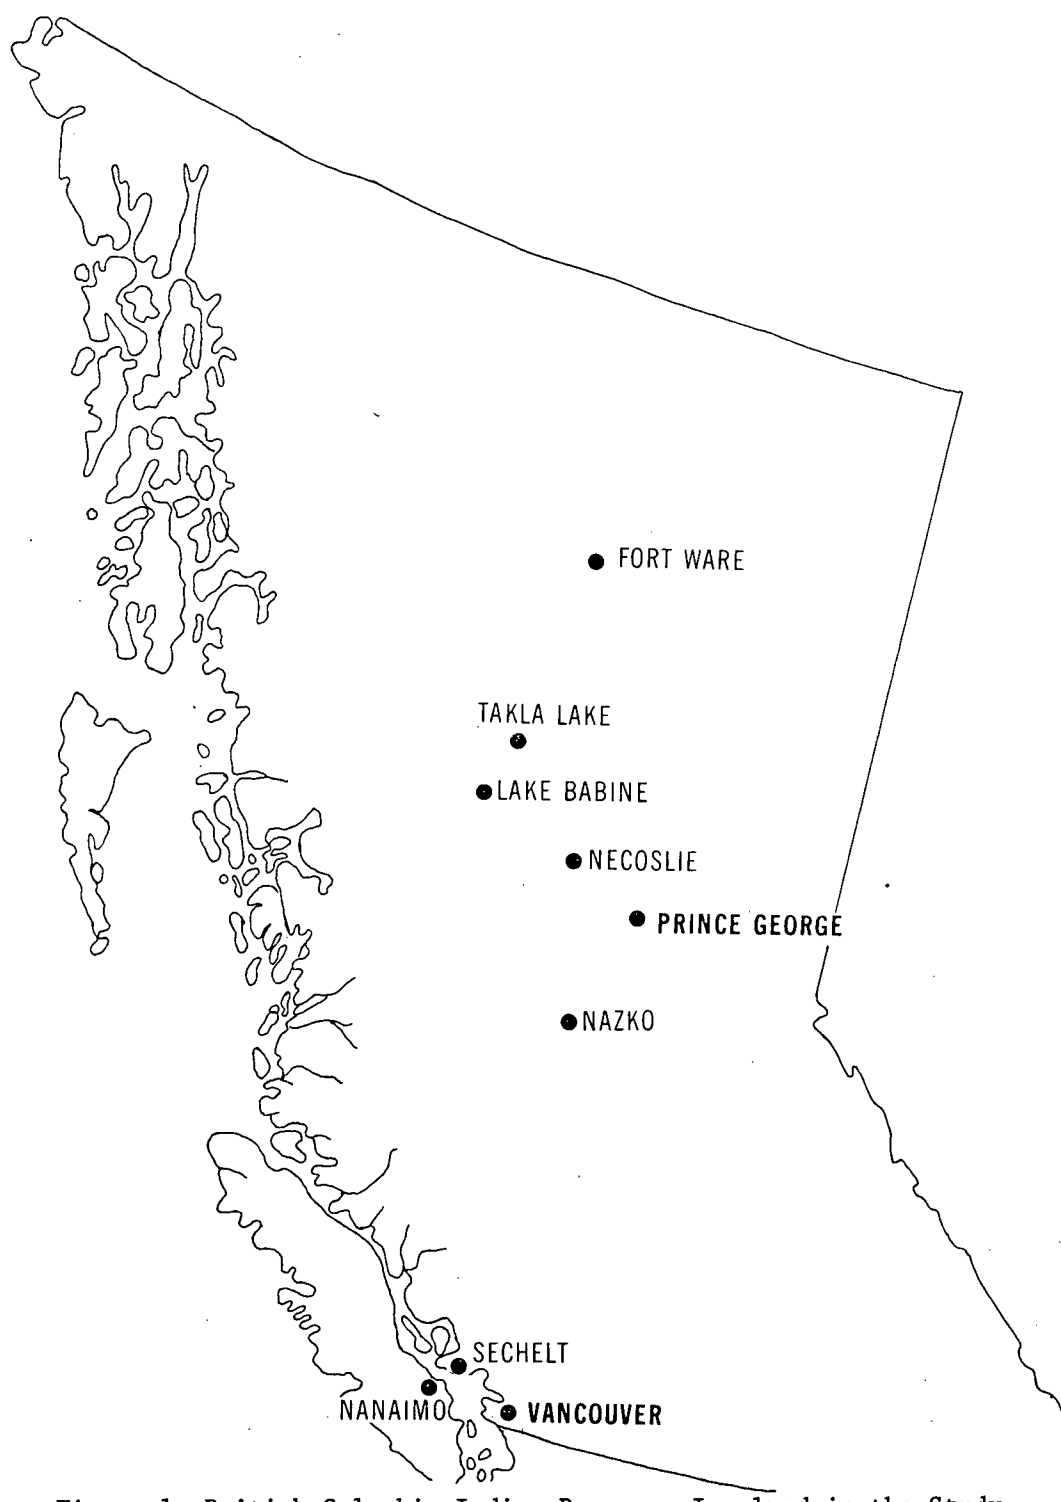 FORT WARE
TAKLA LAKE
LAKE BABINE
NECOSLIE
PRINCE GEORGE
NAZKO
SECHELT
NANAIMO
VANCOUVER
Figure 1. British Columbia Indian Reserves Involved in the Study